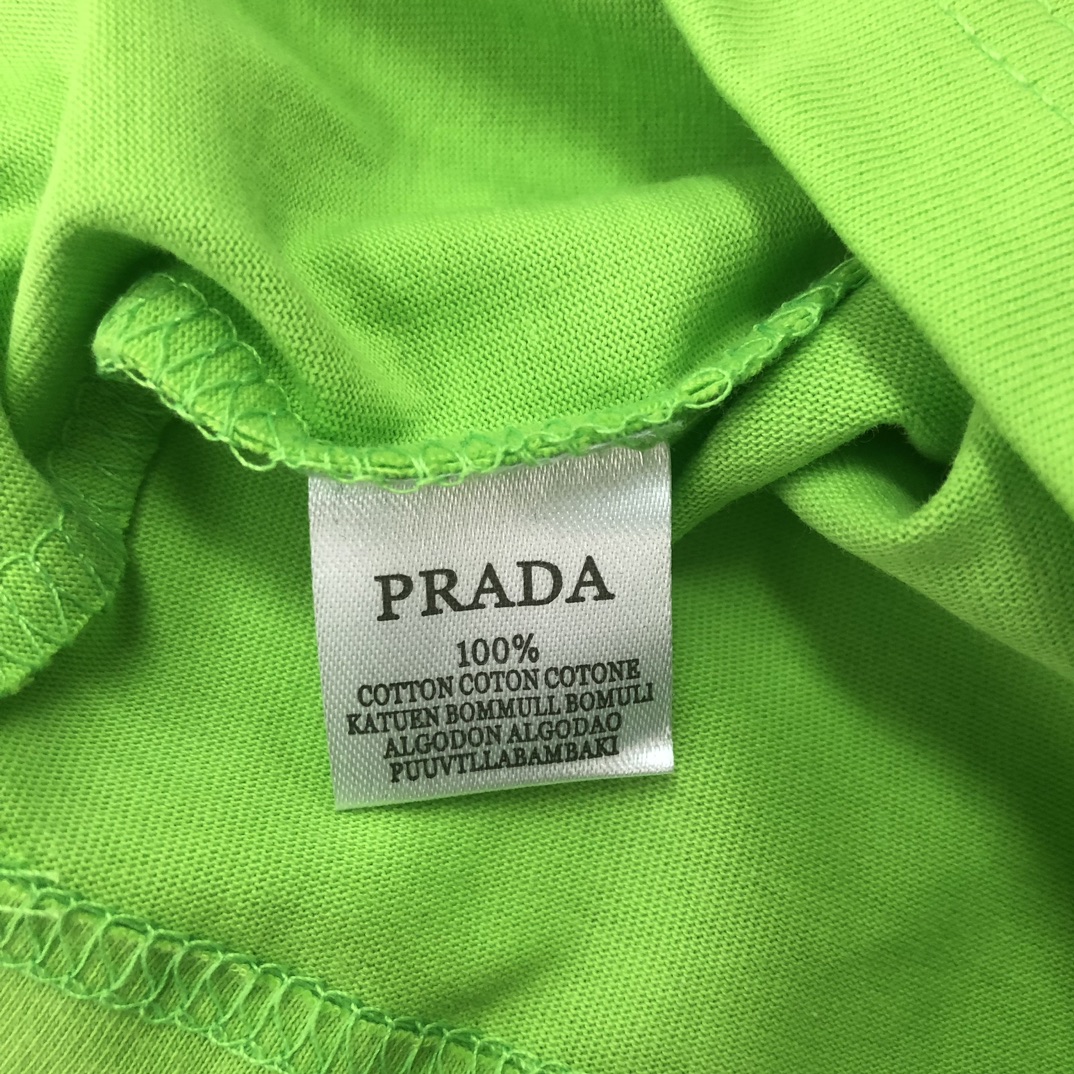 PRADA
100%
COTTON COTON COTONE
KATUEN BOMMULL BOMULI
ALGODON ALGODAO
PUUVTLLABAMBAKI